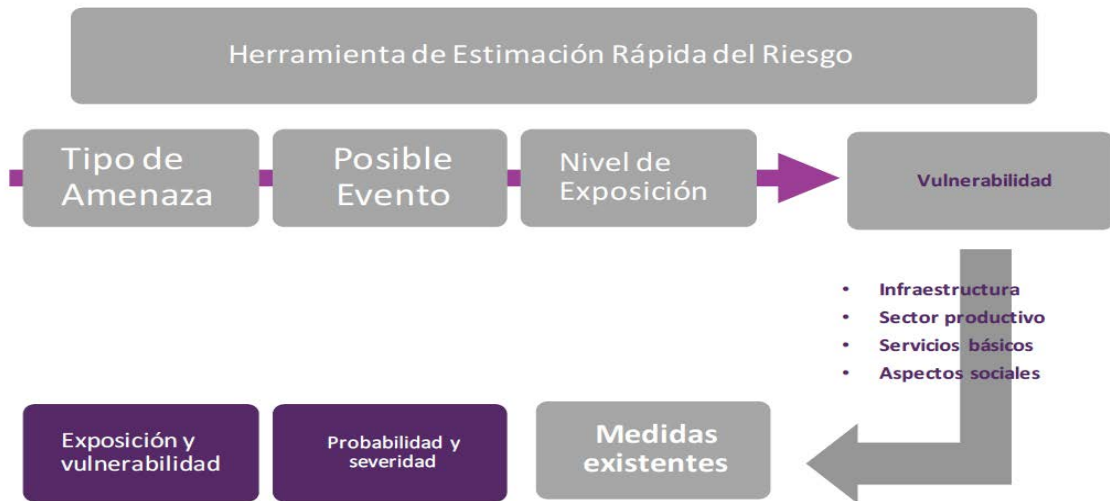 Herramienta de Estimación Rápida del Riesgo
Tipo de
Amenaza
Posible
Evento
Nivel de
Exposición
Vulnerabilidad
• Infraestructura
• Sector productivo
• Servicios básicos
• Aspectos sociales
Exposición y
vulnerabilidad
Probabilidad y
severidad
Medidas
existentes